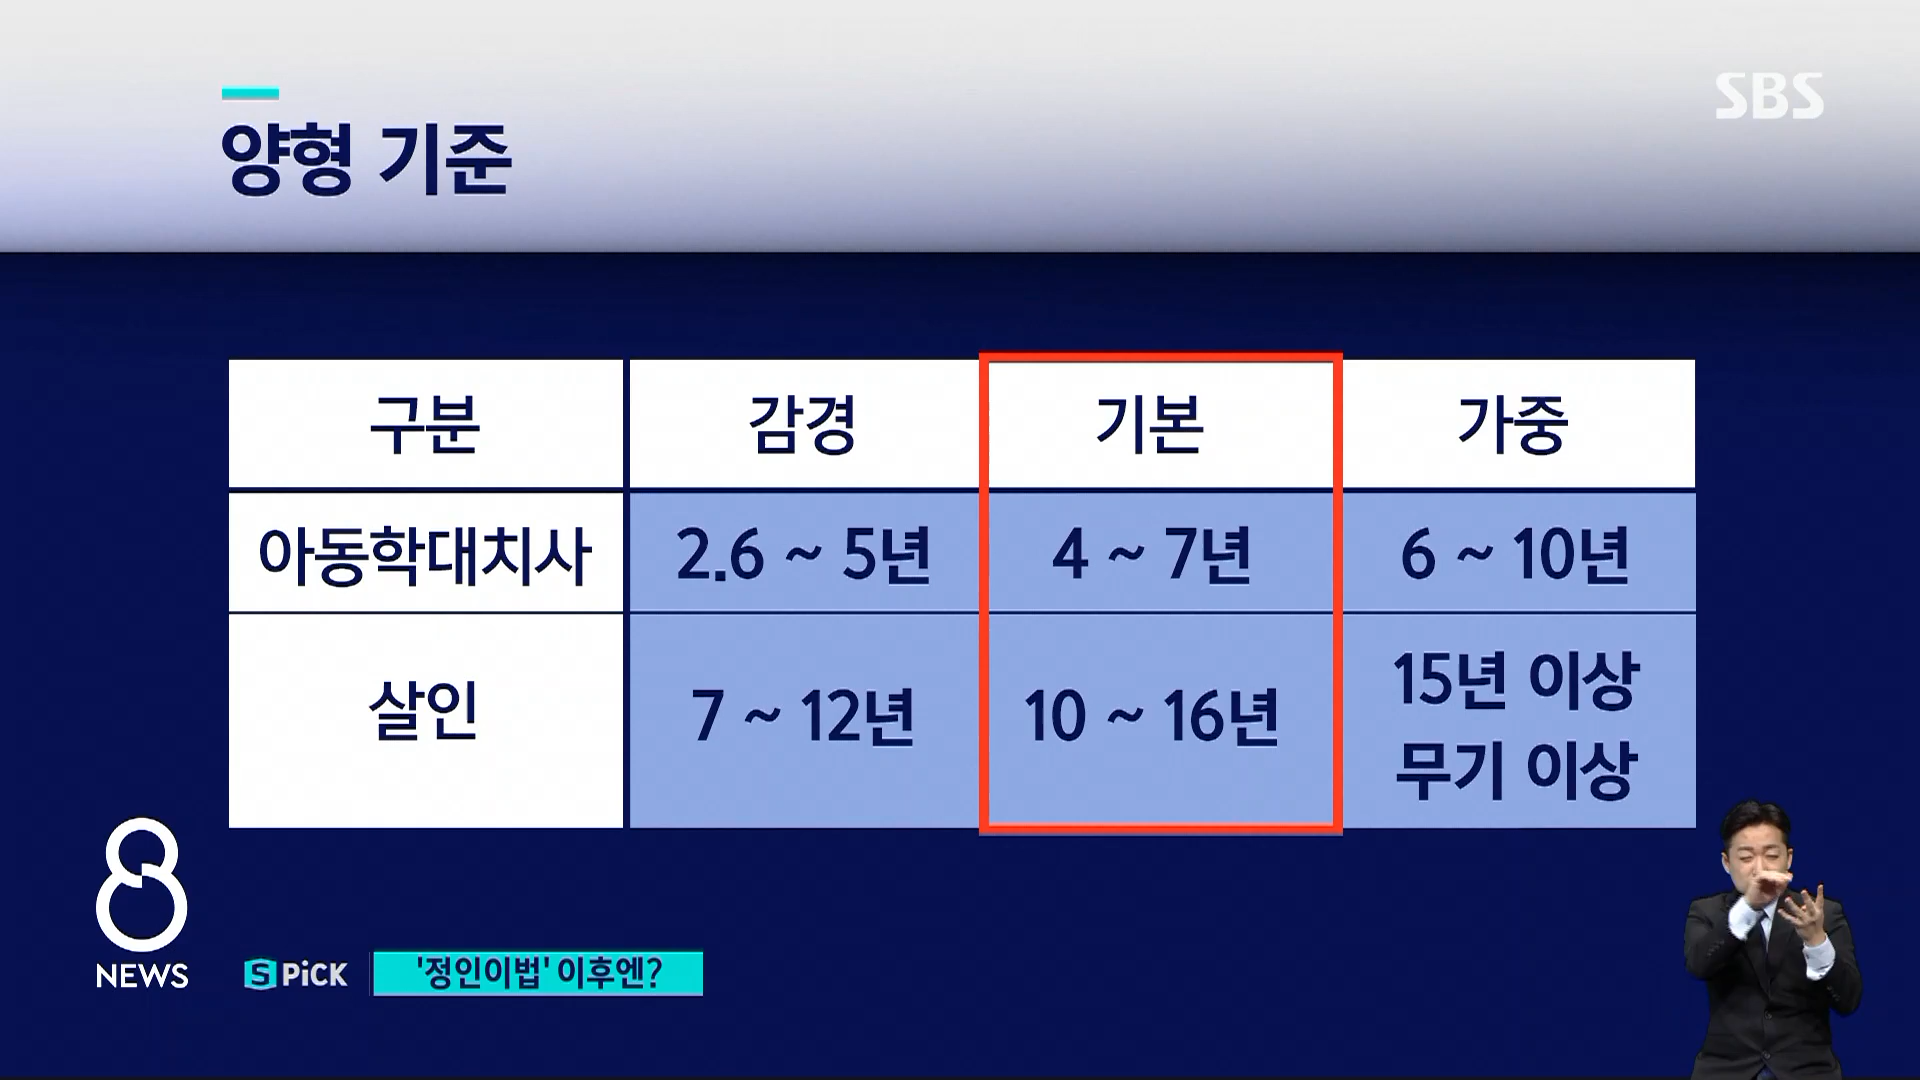 SBS
양형 기준
구분 감경 기본 가중
아동학대치사 2.6 ~ 5년 4 ~ 7년 6 ~ 10년
살인 7 ~ 12년 10 ~ 16년 15년 이상
무기 이상
8
NEWS
S PiCK '정인이법' 이후엔?